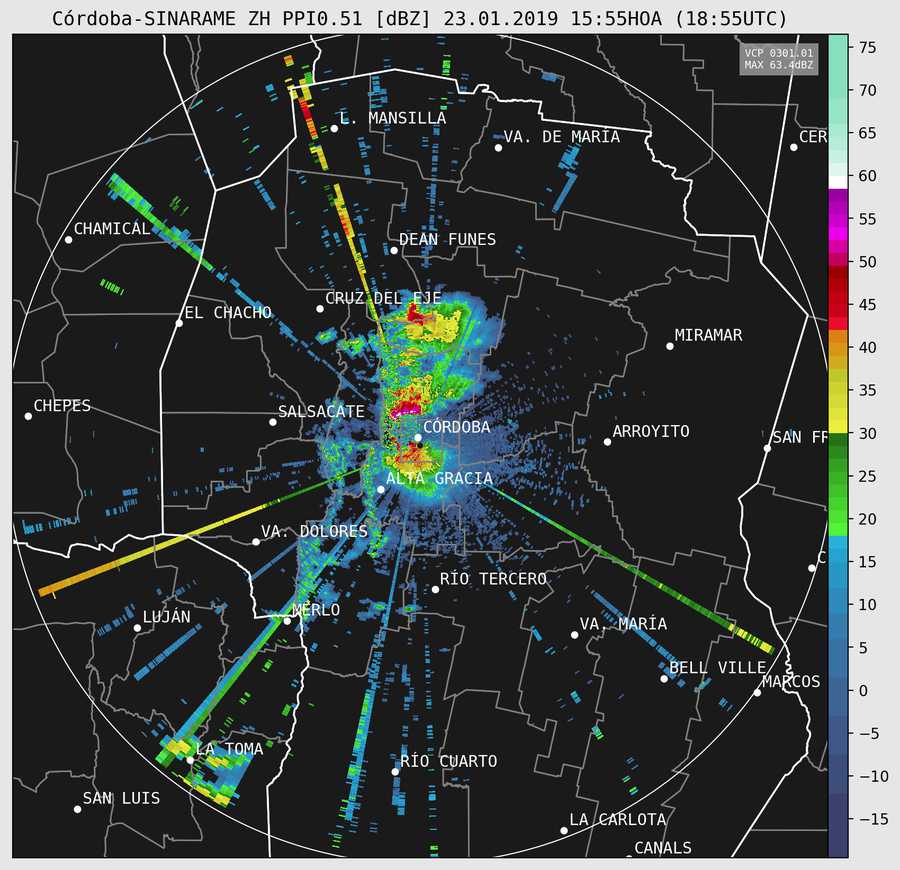 Córdoba-SINARAME ZH PPI0.51 [dBZ] 23.01.2019 15:55HOA (18:55UTC)
VCP 0301.01
MAX 63.4dBZ
L. MANSILLA
VA. DE MARÍA
CER
CHAMICAL
DEAN FUNES
CRUZ DEL EJE
EL CHACHO
MIRAMAR
CHEPES
SALSACATE
CÓRDOBA
ARROYITO
SAN FR
ALTA GRACIA
VA. DOLORES
C
RÍO TERCERO
MERLO
LUJÁN
VA. MARÍA
BELL VILLE
MARCOS
LA TOMA
RÍO CUARTO
SAN LUIS
LA CARLOTA
CANALS
75
70
65
60
55
50
45
40
35
30
25
20
15
10
5
0
−5
−10
−15